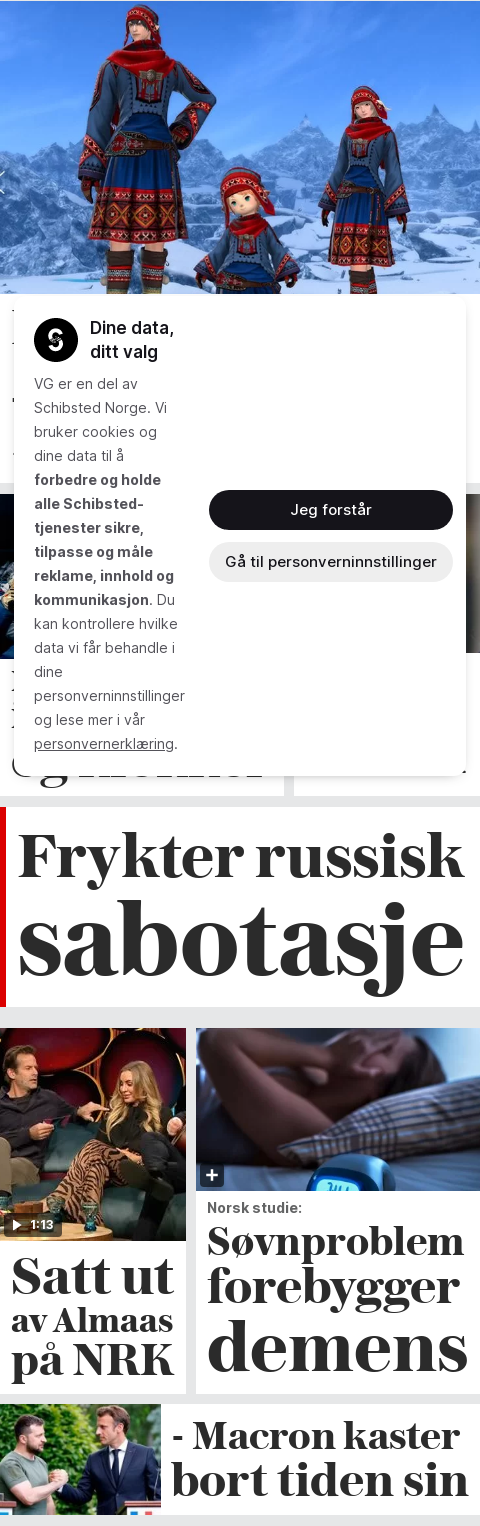 Dine data,
ditt valg
VG er en del av
Schibsted Norge. Vi
bruker cookies og
dine data til å
forbedre og holde
alle Schibsted-
tjenester sikre,
tilpasse og måle
reklame, innhold og
kommunikasjon. Du
kan kontrollere hvilke
data vi får behandle i
dine
personverninnstillinger
og lese mer i vår
personvernerklæring.
Jeg forstår
Gå til personverninnstillinger
Frykter russisk
sabotasje
1:13
Satt ut
av Almaas
på NRK
Norsk studie:
Søvnproblem
forebygger
demens
- Macron kaster
bort tiden sin